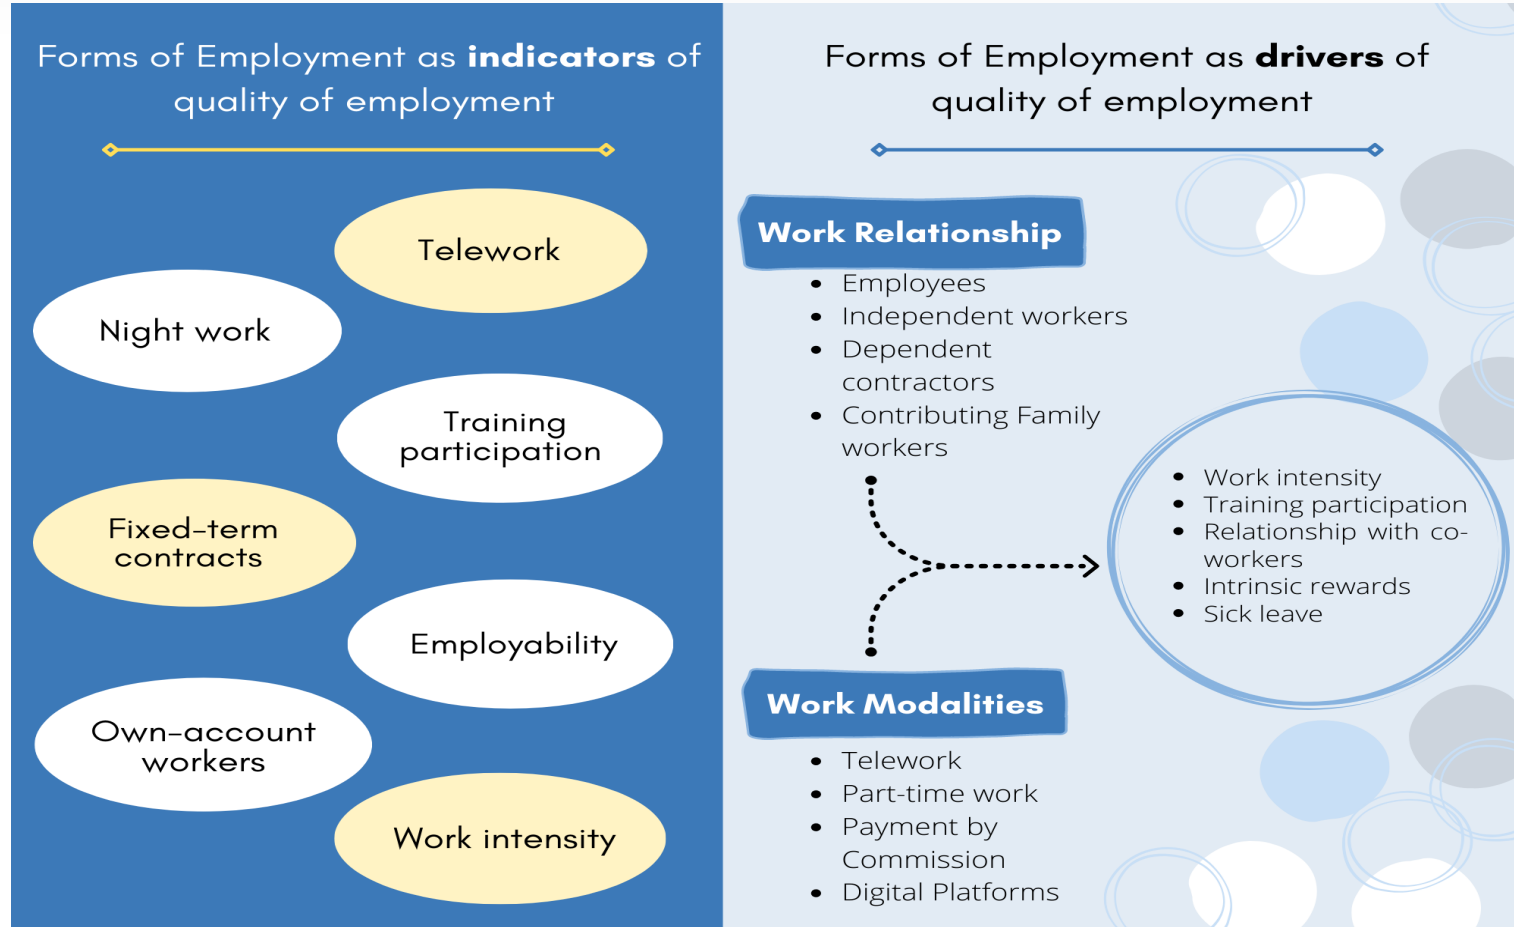 Forms of Employment as indicators of
quality of employment
Telework
Night work
Training
participation
Fixed-term
contracts
Employability
Own-account
workers
Work intensity
Forms of Employment as drivers of
quality of employment
Work Relationship
• Employees
• Independent workers
• Dependent
contractors
• Contributing Family
workers
• Work intensity
• Training participation
• Relationship with co-
workers
• Intrinsic rewards
• Sick leave
Work Modalities
• Telework
• Part-time work
• Payment by
Commission
• Digital Platforms